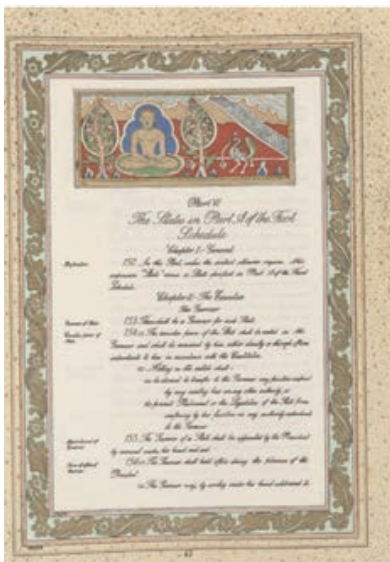 Part VI
The States in Part A of the First
Schedule
Chapter I.- General
Definition. 152. In this Part, unless the context otherwise requires, the
expression "State" means a State specified in Part A of the First
Schedule.
Chapter II.- The Executive
The Governor
Governors of States. 153. There shall be a Governor for each State.
Executive power of 154.(1) The executive power of the State shall be vested in the
State. Governor and shall be exercised by him either directly or through officers
subordinate to him in accordance with this Constitution.
(2) Nothing in this article shall-
(a) be deemed to transfer to the Governor any functions conferred
by any existing law on any other authority; or
(b) prevent Parliament or the Legislature of the State from
conferring by law functions on any authority subordinate
to the Governor.
Appointment of 155. The Governor of a State shall be appointed by the President
Governor. by warrant under his hand and seal.
Term of office of 156.(1) The Governor shall hold office during the pleasure of the
Governor. President.
(2) The Governor may, by writing under his hand addressed to